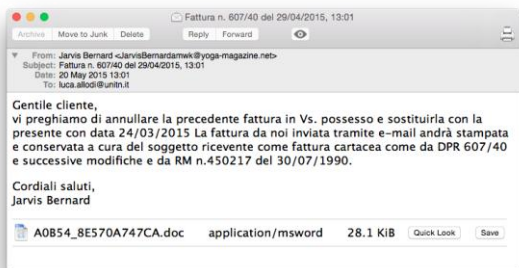 Fattura n. 607/40 del 29/04/2015, 13:01
Archive Move to Junk Delete Reply Forward
From: Jarvis Bernard <JarvisBernardamwk@yoga-magazine.net>
Subject: Fattura n. 607/40 del 29/04/2015, 13:01
Date: 20 May 2015 13:01
To: luca.allodi@unitn.it
Gentile cliente,
vi preghiamo di annullare la precedente fattura in Vs. possesso e sostituirla con la
presente con data 24/03/2015 La fattura da noi inviata tramite e-mail andrà stampata
e conservata a cura del soggetto ricevente come fattura cartacea come da DPR 607/40
e successive modifiche e da RM n.450217 del 30/07/1990.
Cordiali saluti,
Jarvis Bernard
A0B54_8E570A747CA.doc application/msword 28.1 KiB Quick Look Save